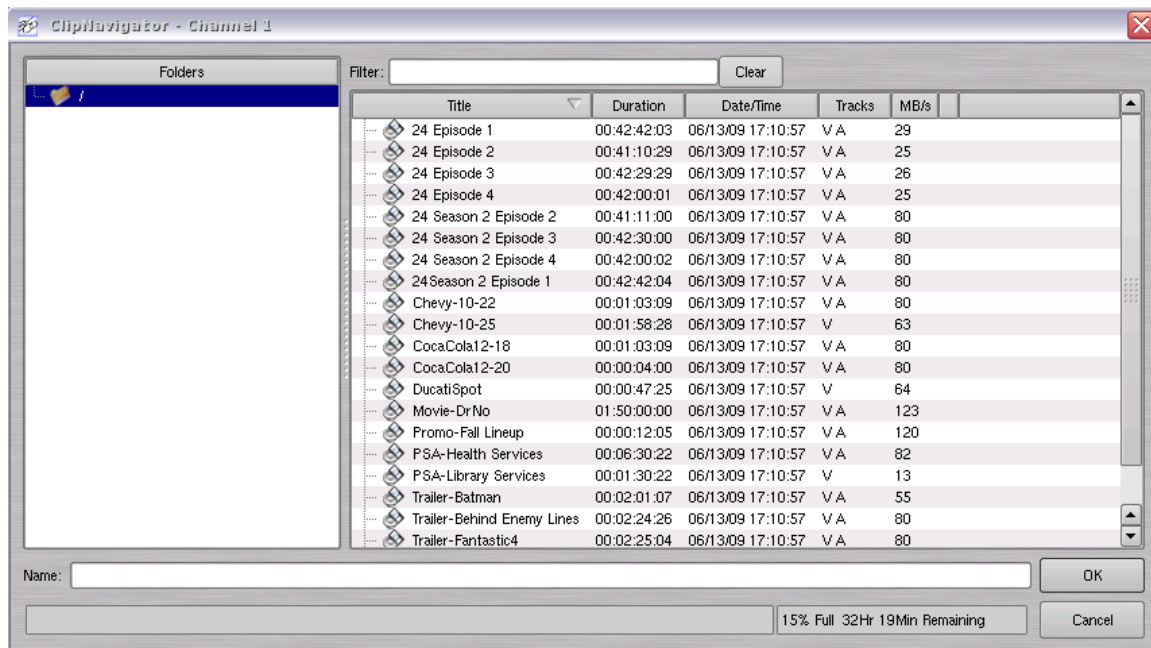 ClipNavigator - Channel 1
Folders
/
Filter:
Clear
Title Duration Date/Time Tracks MB/s
24 Episode 1 00:42:42:03 06/13/09 17:10:57 V A 29
24 Episode 2 00:41:10:29 06/13/09 17:10:57 V A 25
24 Episode 3 00:42:29:29 06/13/09 17:10:57 V A 26
24 Episode 4 00:42:00:01 06/13/09 17:10:57 V A 25
24 Season 2 Episode 2 00:41:11:00 06/13/09 17:10:57 V A 80
24 Season 2 Episode 3 00:42:30:00 06/13/09 17:10:57 V A 80
24 Season 2 Episode 4 00:42:00:02 06/13/09 17:10:57 V A 80
24Season 2 Episode 1 00:42:42:04 06/13/09 17:10:57 V A 80
Chevy-10-22 00:01:03:09 06/13/09 17:10:57 V A 80
Chevy-10-25 00:01:58:28 06/13/09 17:10:57 V 63
CocaCola12-18 00:01:03:09 06/13/09 17:10:57 V A 80
CocaCola12-20 00:00:04:00 06/13/09 17:10:57 V A 80
DucatiSpot 00:00:47:25 06/13/09 17:10:57 V 64
Movie-DrNo 01:50:00:00 06/13/09 17:10:57 V A 123
Promo-Fall Lineup 00:00:12:05 06/13/09 17:10:57 V A 120
PSA-Health Services 00:06:30:22 06/13/09 17:10:57 V A 82
PSA-Library Services 00:01:30:22 06/13/09 17:10:57 V 13
Trailer-Batman 00:02:01:07 06/13/09 17:10:57 V A 55
Trailer-Behind Enemy Lines 00:02:24:26 06/13/09 17:10:57 V A 80
Trailer-Fantastic4 00:02:25:04 06/13/09 17:10:57 V A 80
Name:
OK
15% Full 32Hr 19Min Remaining
Cancel